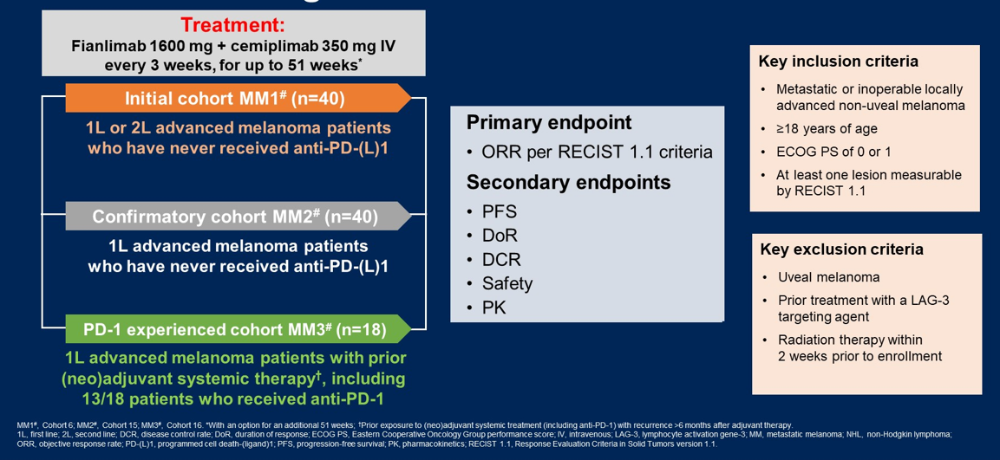 Treatment:
Fianlimab 1600 mg + cemiplimab 350 mg IV
every 3 weeks, for up to 51 weeks*
Initial cohort MM1# (n=40)
1L or 2L advanced melanoma patients
who have never received anti-PD-(L)1
Confirmatory cohort MM2# (n=40)
1L advanced melanoma patients
who have never received anti-PD-(L)1
PD-1 experienced cohort MM3# (n=18)
1L advanced melanoma patients with prior
(neo)adjuvant systemic therapy†, including
13/18 patients who received anti-PD-1
Primary endpoint
• ORR per RECIST 1.1 criteria
Secondary endpoints
• PFS
• DoR
• DCR
• Safety
• PK
Key inclusion criteria
• Metastatic or inoperable locally
advanced non-uveal melanoma
• ≥18 years of age
• ECOG PS of 0 or 1
• At least one lesion measurable
by RECIST 1.1
Key exclusion criteria
• Uveal melanoma
• Prior treatment with a LAG-3
targeting agent
• Radiation therapy within
2 weeks prior to enrollment
MM1#, Cohort 6; MM2#, Cohort 15; MM3#, Cohort 16. *With an option for an additional 51 weeks; †Prior exposure to (neo)adjuvant systemic treatment (including anti-PD-1) with recurrence >6 months after adjuvant therapy.
1L, first line; 2L, second line; DCR, disease control rate; DoR, duration of response; ECOG PS, Eastern Cooperative Oncology Group performance score; IV, intravenous; LAG-3, lymphocyte activation gene-3; MM, metastatic melanoma; NHL, non-Hodgkin lymphoma;
ORR, objective response rate; PD-(L)1, programmed cell death-(ligand)1; PFS, progression-free survival; PK, pharmacokinetics; RECIST 1.1, Response Evaluation Criteria in Solid Tumors version 1.1.